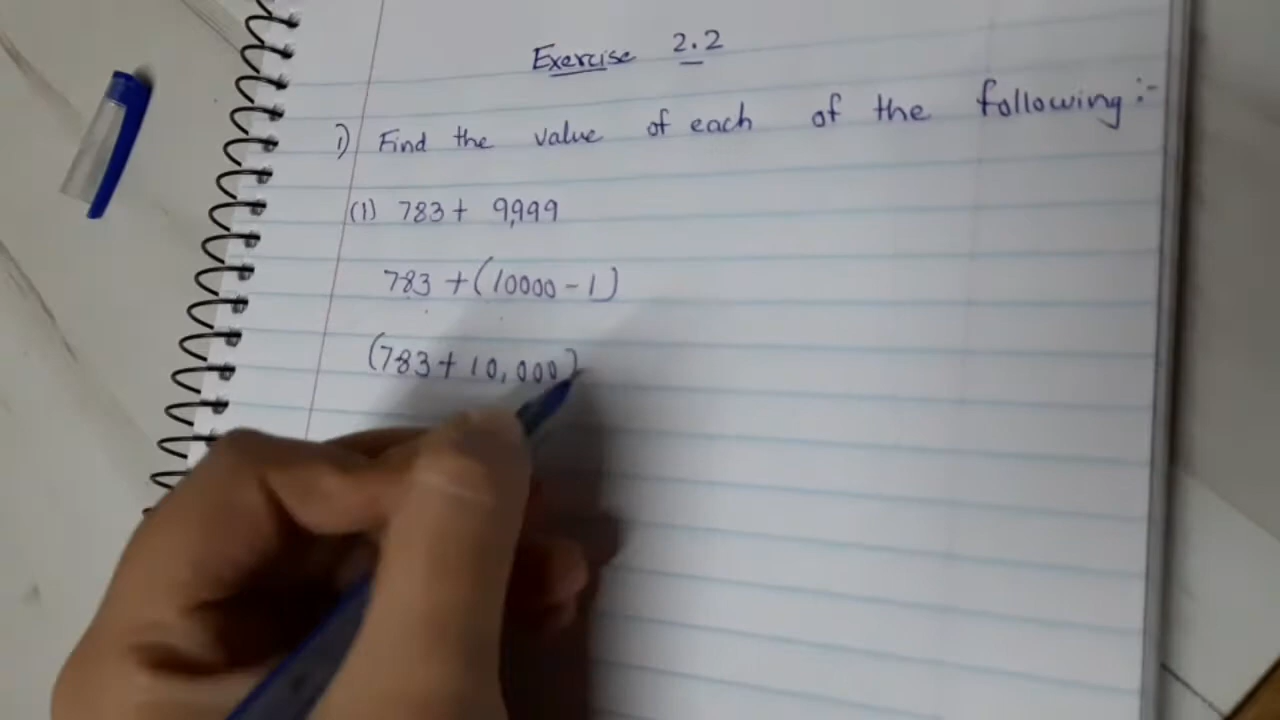 Exercise 2.2
1) Find the value of each of the following:-
(1) 783 + 9,999
783 + (10000 - 1)
(783 + 10,000)